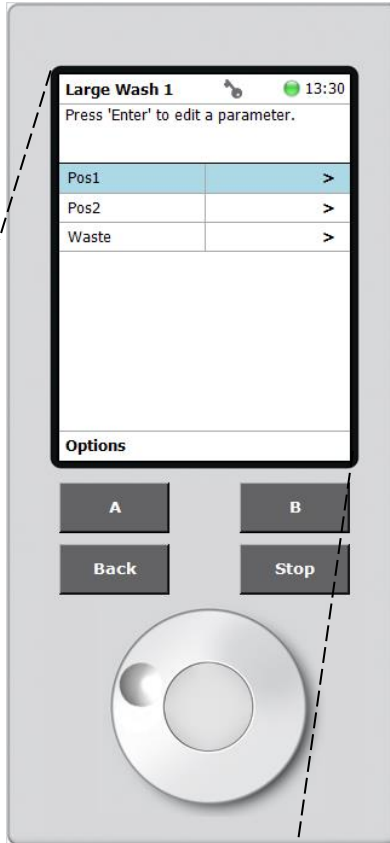 Large Wash 1 13:30
Press 'Enter' to edit a parameter.
Pos1 >
Pos2 >
Waste >
Options
A B
Back Stop